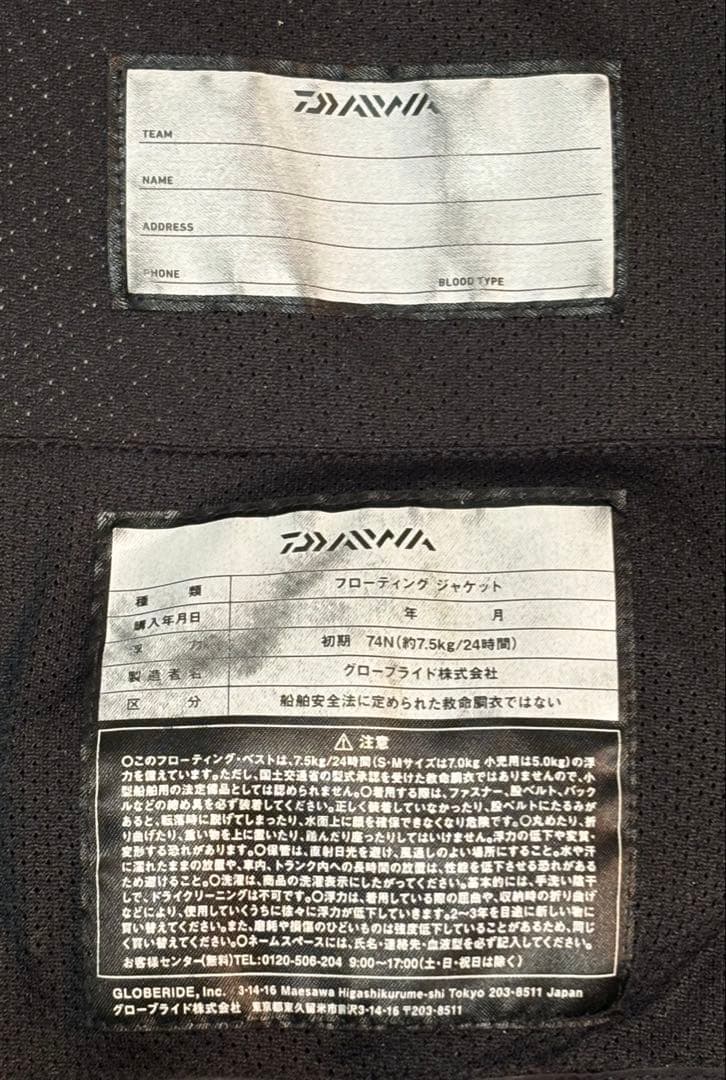 DAIWA
TEAM
NAME
ADDRESS
PHONE
BLOOD TYPE
DAIWA
種類 フローティング ジャケット
購入年月日 年 月
浮力 初期 74N(約7.5kg/24時間)
製造者名 グローブライド株式会社
区分 船舶安全法に定められた救命胴衣ではない
⚠ 注意
○このフローティング・ベストは、7.5kg/24時間(S・Mサイズは7.0kg 小児用は5.0kg)の浮
力を備えています。ただし、国土交通省の型式承認を受けた救命胴衣ではありませんので、小
型船舶用の法定備品としては認められません。○着用する際は、ファスナー、股ベルト、バック
ルなどの締め具を必ず装着してください。正しく装着していなかったり、股ベルトにたるみが
あると、転落時に脱げてしまったり、水面上に顔を確保できなくなり危険です。○丸めたり、折
り曲げたり、重い物を上に置いたり、踏んだり座ったりしてはいけません。浮力の低下や変質・
変形する恐れがあります。○保管は、直射日光を避け、風通しのよい場所にすること。水や汗
に濡れたままの放置や、車内、トランク内への長時間の放置は、性能を低下させる恐れがある
ため避けること。○洗濯は、商品の洗濯表示にしたがってください。基本的には、手洗い陰干
しで、ドライクリーニングは不可です。○浮力は、着用している際の屈曲や、収納時の折り曲げ
などにより、使用していくうちに徐々に浮力が低下していきます。2〜3年を目途に新しい物に
買い替えてください。また、磨耗や損傷のひどいものは強度低下していることがあるため、同じ
く買い替えてください。○ネームスペースには、氏名・連絡先・血液型を必ず記入してください。
お客様センター(無料)TEL:0120-506-204 9:00〜17:00(土・日・祝日は除く)
GLOBERIDE, Inc. 3-14-16 Maesawa Higashikurume-shi Tokyo 203-8511 Japan
グローブライド株式会社 東京都東久留米市前沢3-14-16 〒203-8511